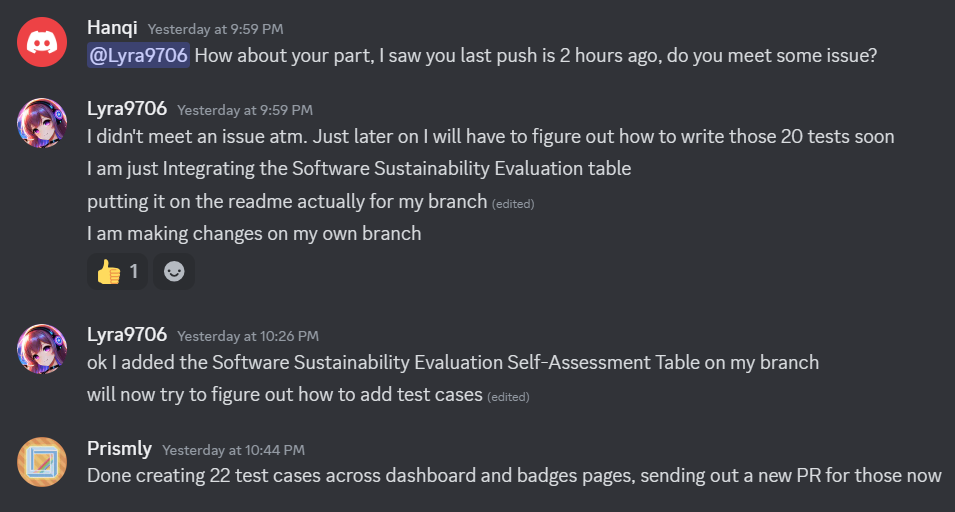 Hanqi Yesterday at 9:59 PM
@Lyra9706 How about your part, I saw you last push is 2 hours ago, do you meet some issue?
Lyra9706 Yesterday at 9:59 PM
I didn't meet an issue atm. Just later on I will have to figure out how to write those 20 tests soon
I am just Integrating the Software Sustainability Evaluation table
putting it on the readme actually for my branch (edited)
I am making changes on my own branch
👍 1
Lyra9706 Yesterday at 10:26 PM
ok I added the Software Sustainability Evaluation Self-Assessment Table on my branch
will now try to figure out how to add test cases (edited)
Prismly Yesterday at 10:44 PM
Done creating 22 test cases across dashboard and badges pages, sending out a new PR for those now